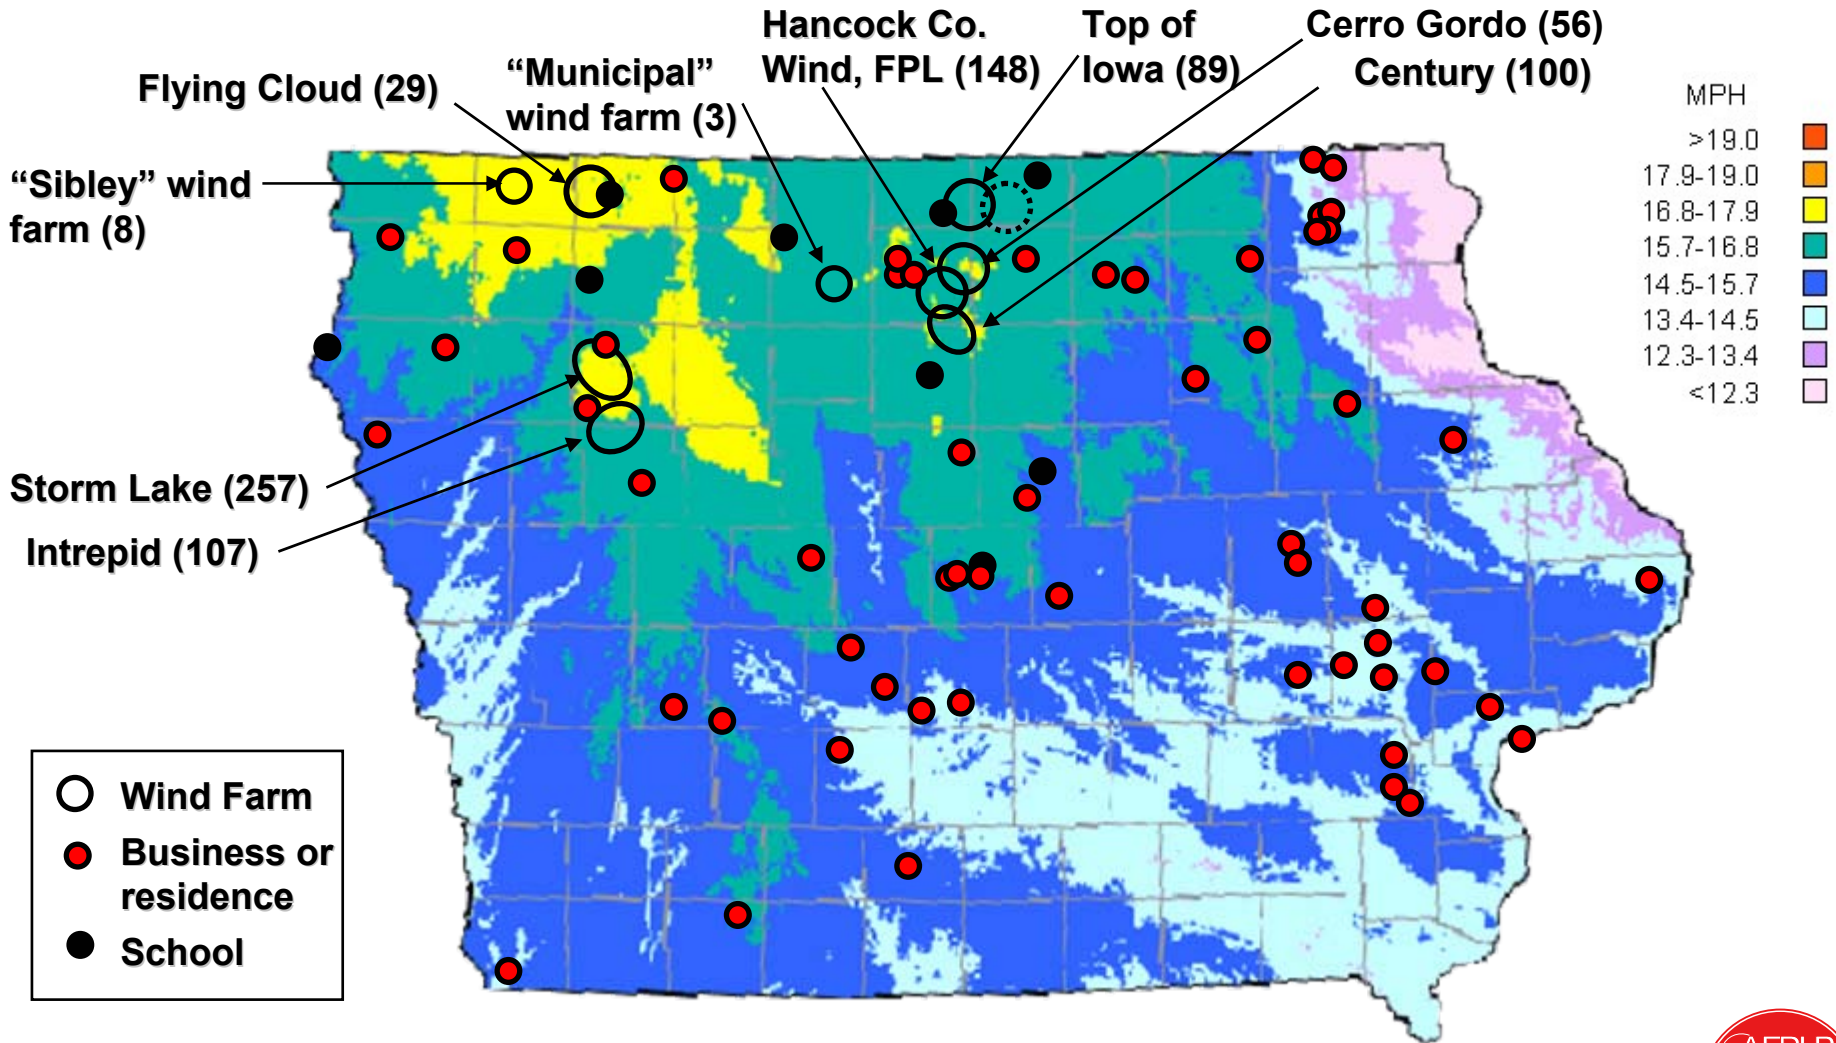 Hancock Co.
Wind, FPL (148)
Top of
Iowa (89)
Cerro Gordo (56)
Century (100)
“Municipal”
wind farm (3)
Flying Cloud (29)
“Sibley” wind
farm (8)
Storm Lake (257)
Intrepid (107)
MPH
>19.0
17.9-19.0
16.8-17.9
15.7-16.8
14.5-15.7
13.4-14.5
12.3-13.4
<12.3
Wind Farm
Business or
residence
School